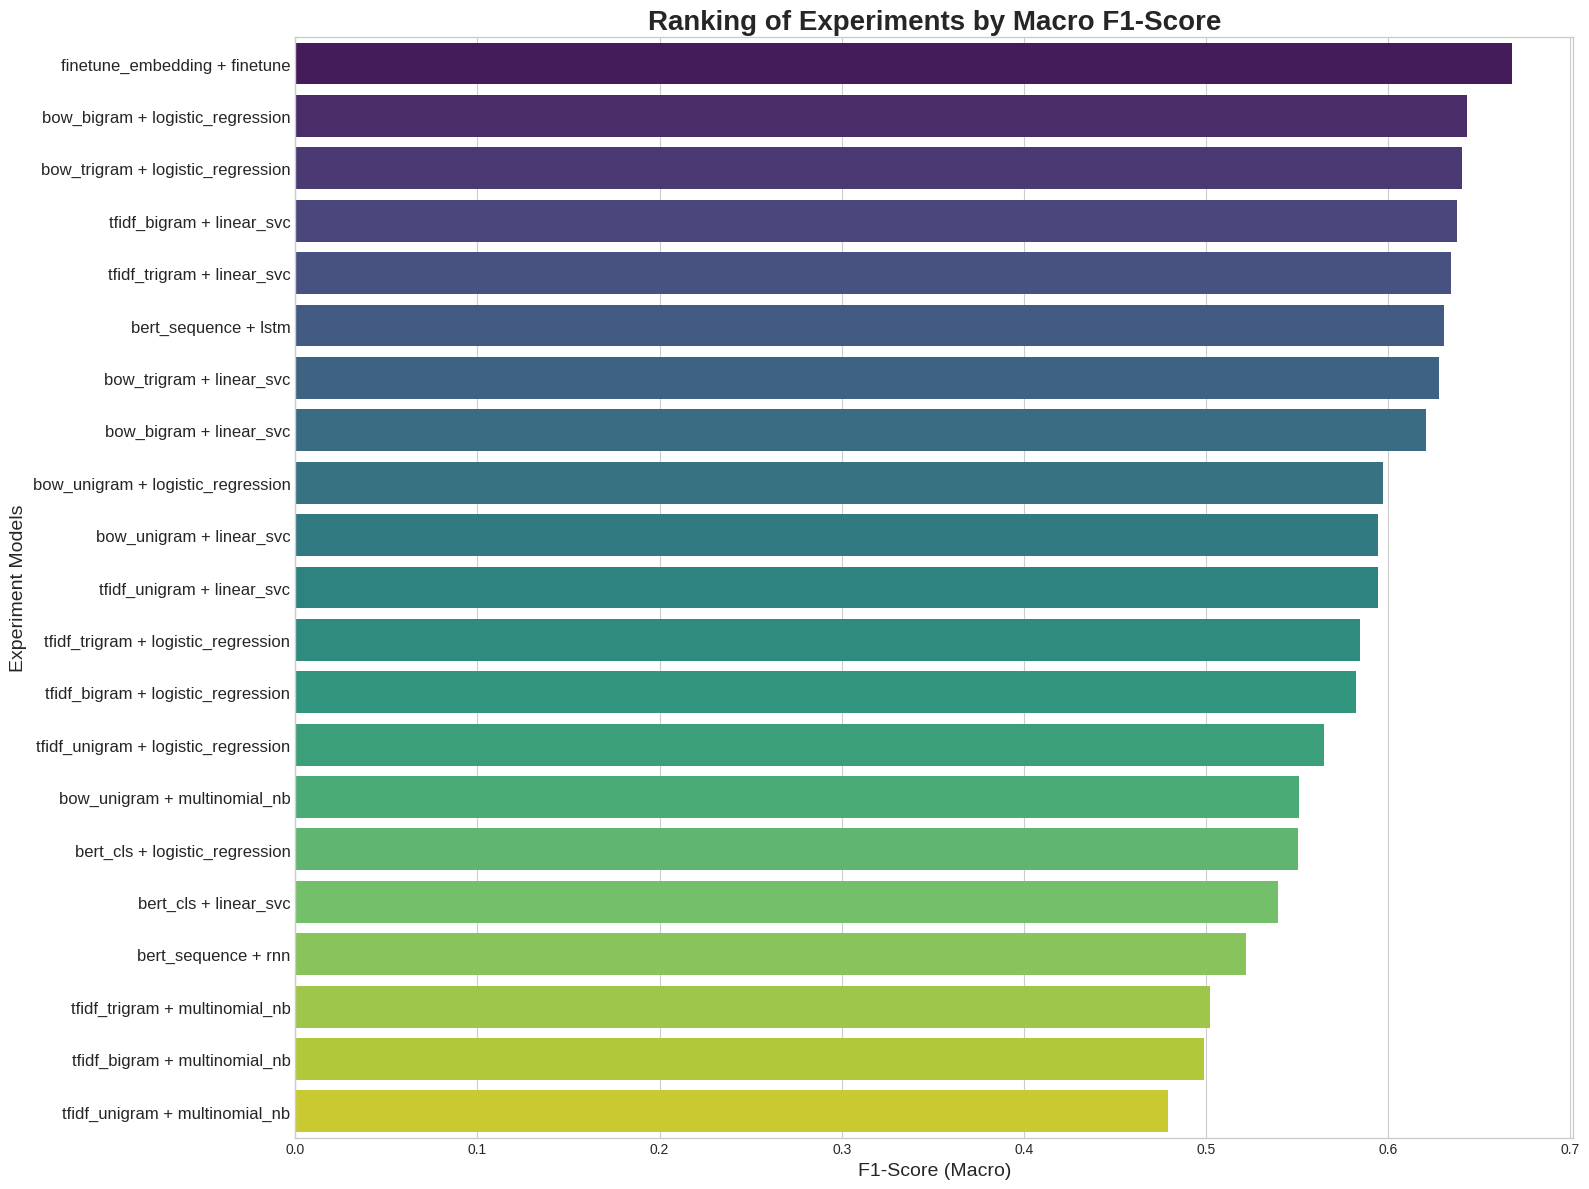 Ranking of Experiments by Macro F1-Score
Experiment Models
finetune_embedding + finetune
bow_bigram + logistic_regression
bow_trigram + logistic_regression
tfidf_bigram + linear_svc
tfidf_trigram + linear_svc
bert_sequence + lstm
bow_trigram + linear_svc
bow_bigram + linear_svc
bow_unigram + logistic_regression
bow_unigram + linear_svc
tfidf_unigram + linear_svc
tfidf_trigram + logistic_regression
tfidf_bigram + logistic_regression
tfidf_unigram + logistic_regression
bow_unigram + multinomial_nb
bert_cls + logistic_regression
bert_cls + linear_svc
bert_sequence + rnn
tfidf_trigram + multinomial_nb
tfidf_bigram + multinomial_nb
tfidf_unigram + multinomial_nb
0.0 0.1 0.2 0.3 0.4 0.5 0.6 0.7
F1-Score (Macro)